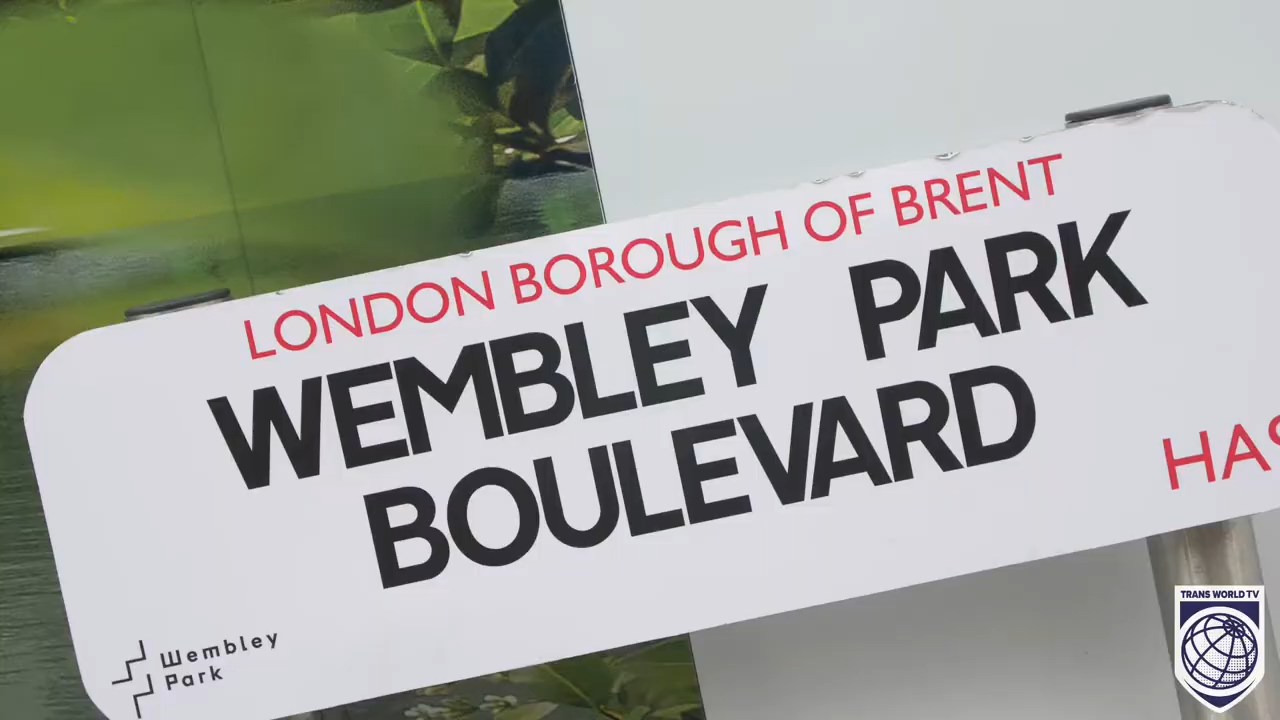 LONDON BOROUGH OF BRENT
WEMBLEY PARK
BOULEVARD
Wembley
Park
TRANS WORLD TV